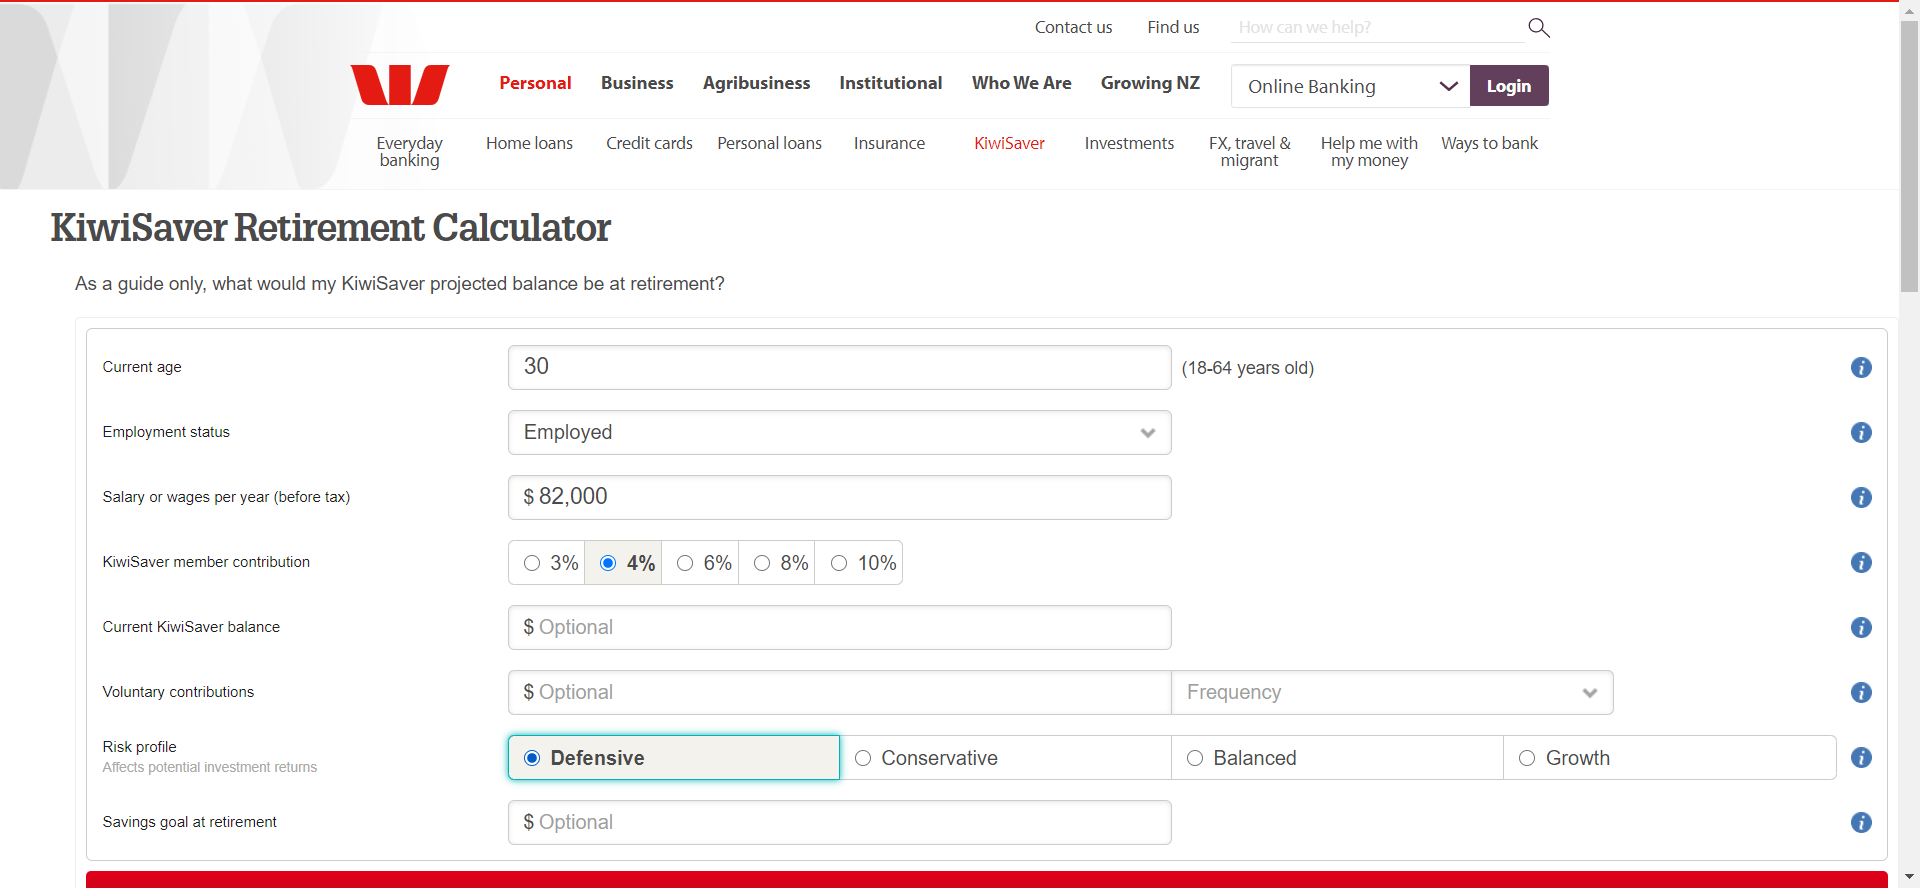 Contact us
Find us
How can we help?
Personal
Business
Agribusiness
Institutional
Who We Are
Growing NZ
Online Banking
Login
Everyday
banking
Home loans
Credit cards
Personal loans
Insurance
KiwiSaver
Investments
FX, travel &
migrant
Help me with
my money
Ways to bank
KiwiSaver Retirement Calculator
As a guide only, what would my KiwiSaver projected balance be at retirement?
Current age
30
(18-64 years old)
Employment status
Employed
Salary or wages per year (before tax)
$ 82,000
KiwiSaver member contribution
3%
4%
6%
8%
10%
Current KiwiSaver balance
$ Optional
Voluntary contributions
$ Optional
Frequency
Risk profile
Affects potential investment returns
Defensive
Conservative
Balanced
Growth
Savings goal at retirement
$ Optional